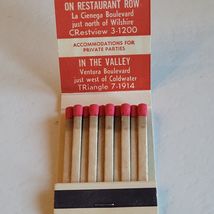 ON RESTAURANT ROW
La Cienega Boulevard
just north of Wilshire
CRestview 3-1200
ACCOMMODATIONS FOR
PRIVATE PARTIES
IN THE VALLEY
Ventura Boulevard
just west of Coldwater
TRiangle 7-1914